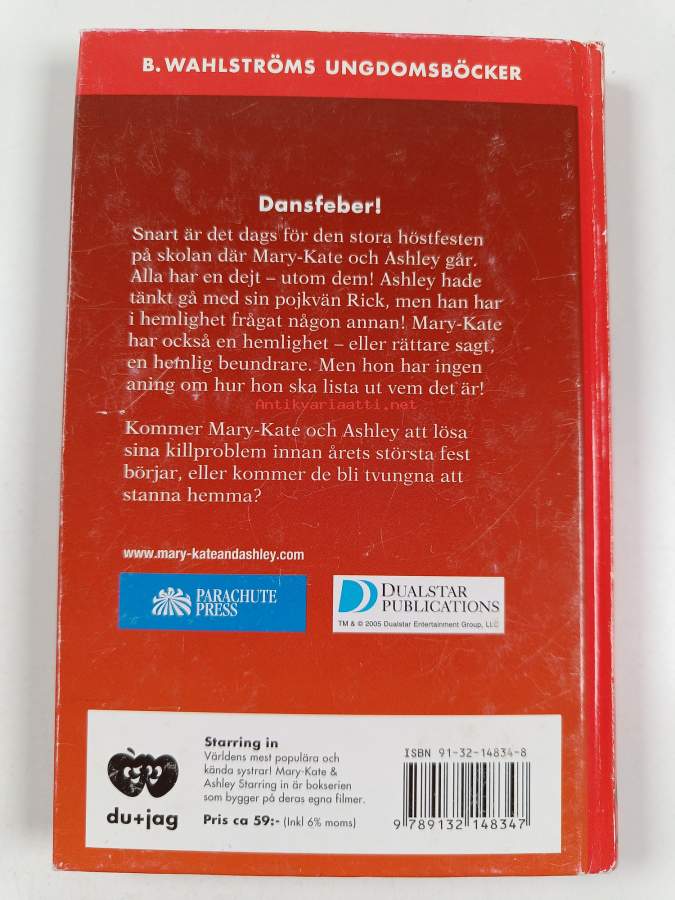 B. WAHLSTRÖMS UNGDOMSBÖCKER
Dansfeber!
Snart är det dags för den stora höstfesten
på skolan där Mary-Kate och Ashley går.
Alla har en dejt – utom dem! Ashley hade
tänkt gå med sin pojkvän Rick, men han har
i hemlighet frågat någon annan! Mary-Kate
har också en hemlighet – eller rättare sagt,
en hemlig beundrare. Men hon har ingen
aning om hur hon ska lista ut vem det är!
Antikvariaatti.net
Kommer Mary-Kate och Ashley att lösa
sina killproblem innan årets största fest
börjar, eller kommer de bli tvungna att
stanna hemma?
www.mary-kateandashley.com
PARACHUTE
PRESS
DUALSTAR
PUBLICATIONS
TM & © 2005 Dualstar Entertainment Group, LLC
du+jag
Starring in
Världens mest populära och
kända systrar! Mary-Kate &
Ashley Starring in är bokserien
som bygger på deras egna filmer.
Pris ca 59:- (Inkl 6% moms)
ISBN 91-32-14834-8
9 789132 148347